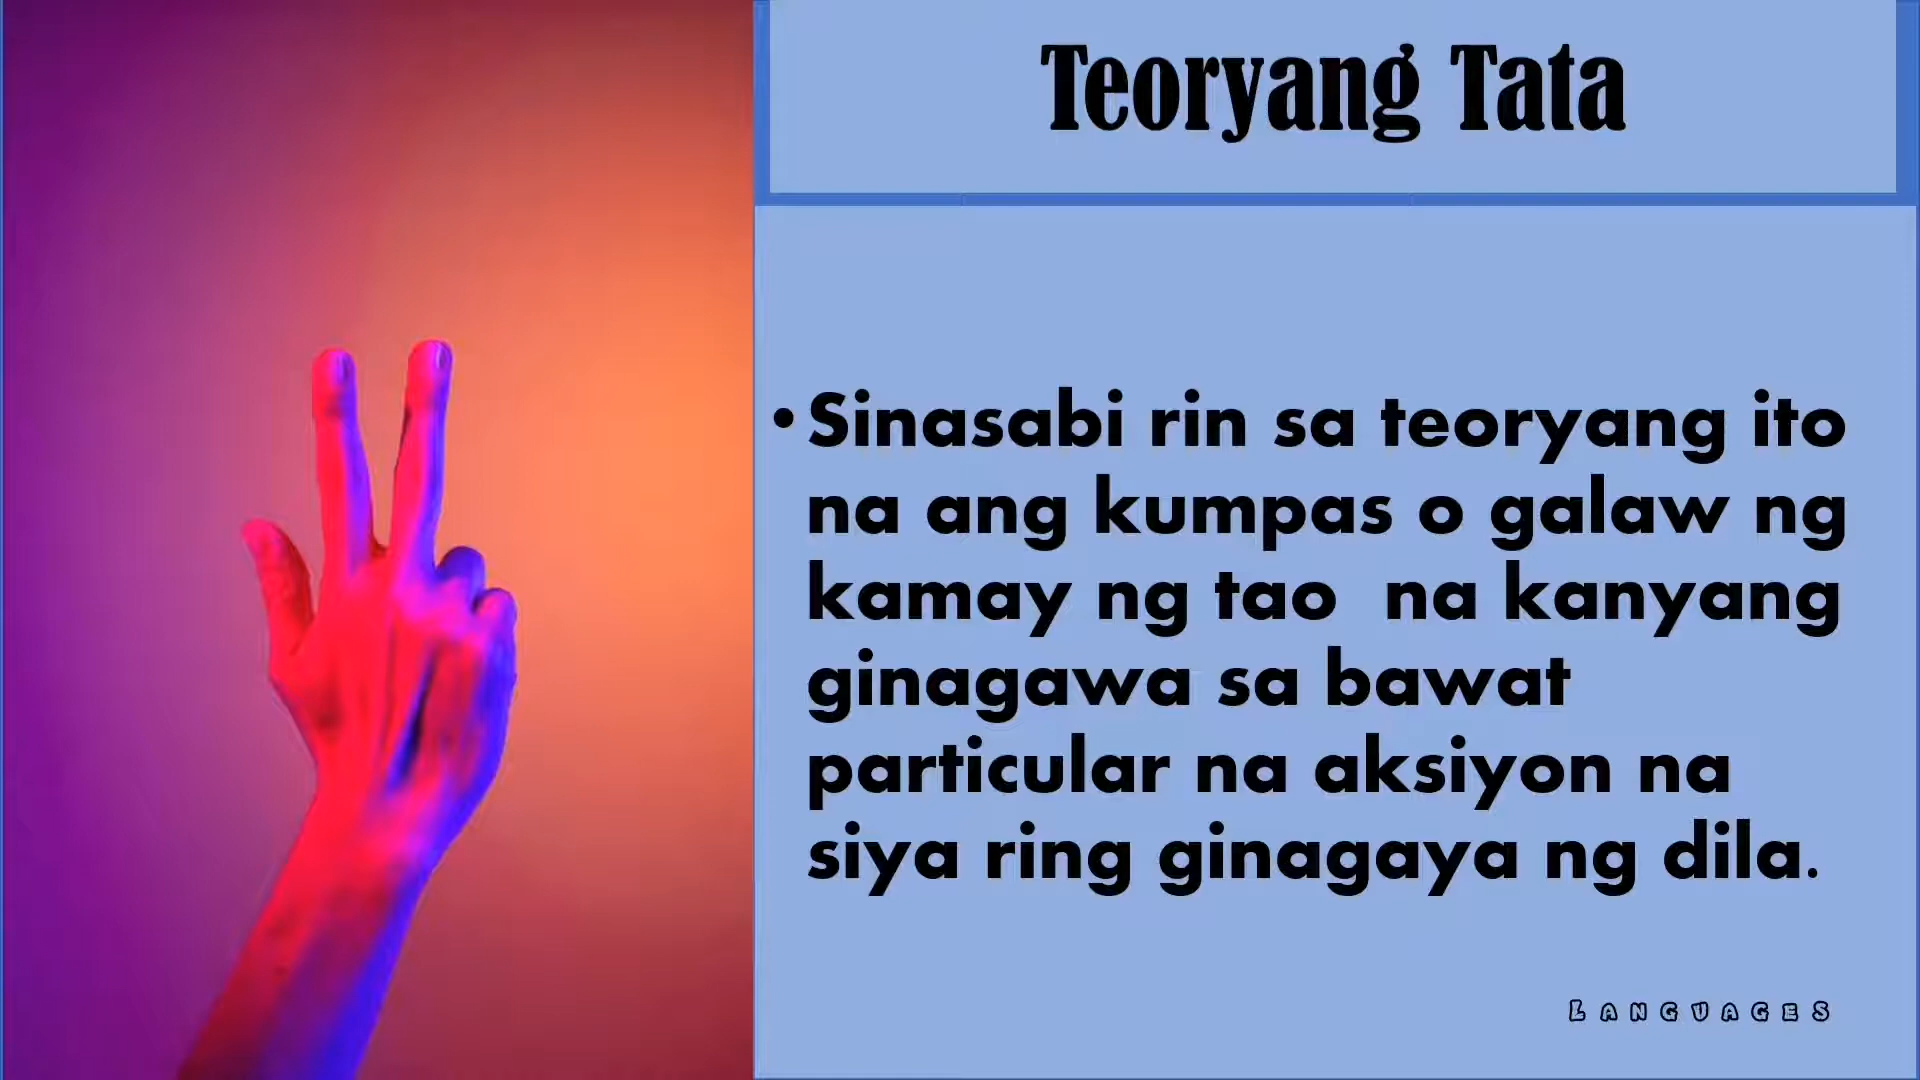 Teoryang Tata
•Sinasabi rin sa teoryang ito
na ang kumpas o galaw ng
kamay ng tao na kanyang
ginagawa sa bawat
particular na aksiyon na
siya ring ginagaya ng dila.
LANGUAGES